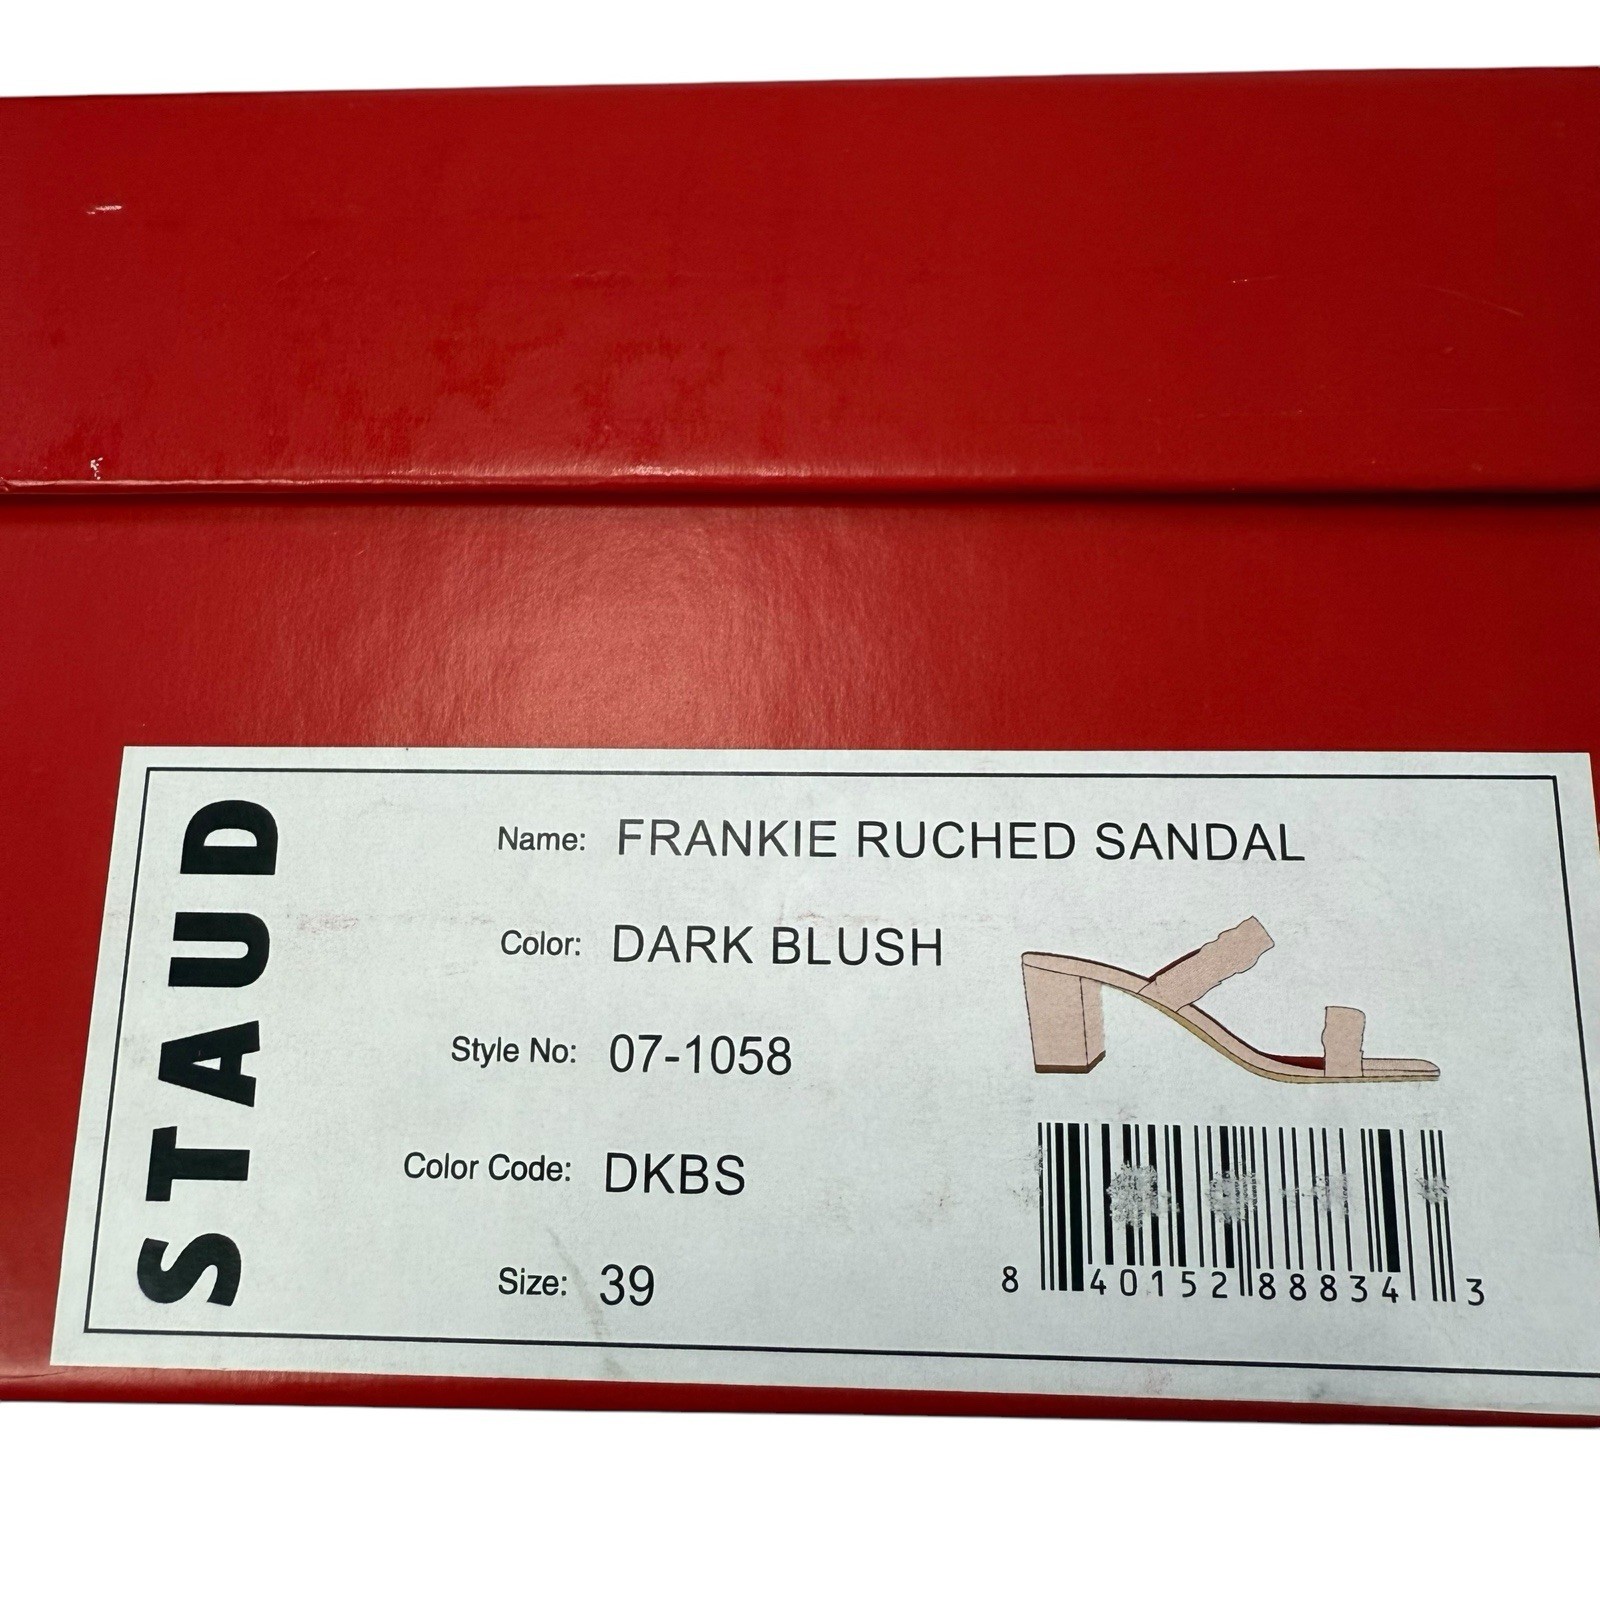 STAUD
Name: FRANKIE RUCHED SANDAL
Color: DARK BLUSH
Style No: 07-1058
Color Code: DKBS
Size: 39
8 40152 88834 3